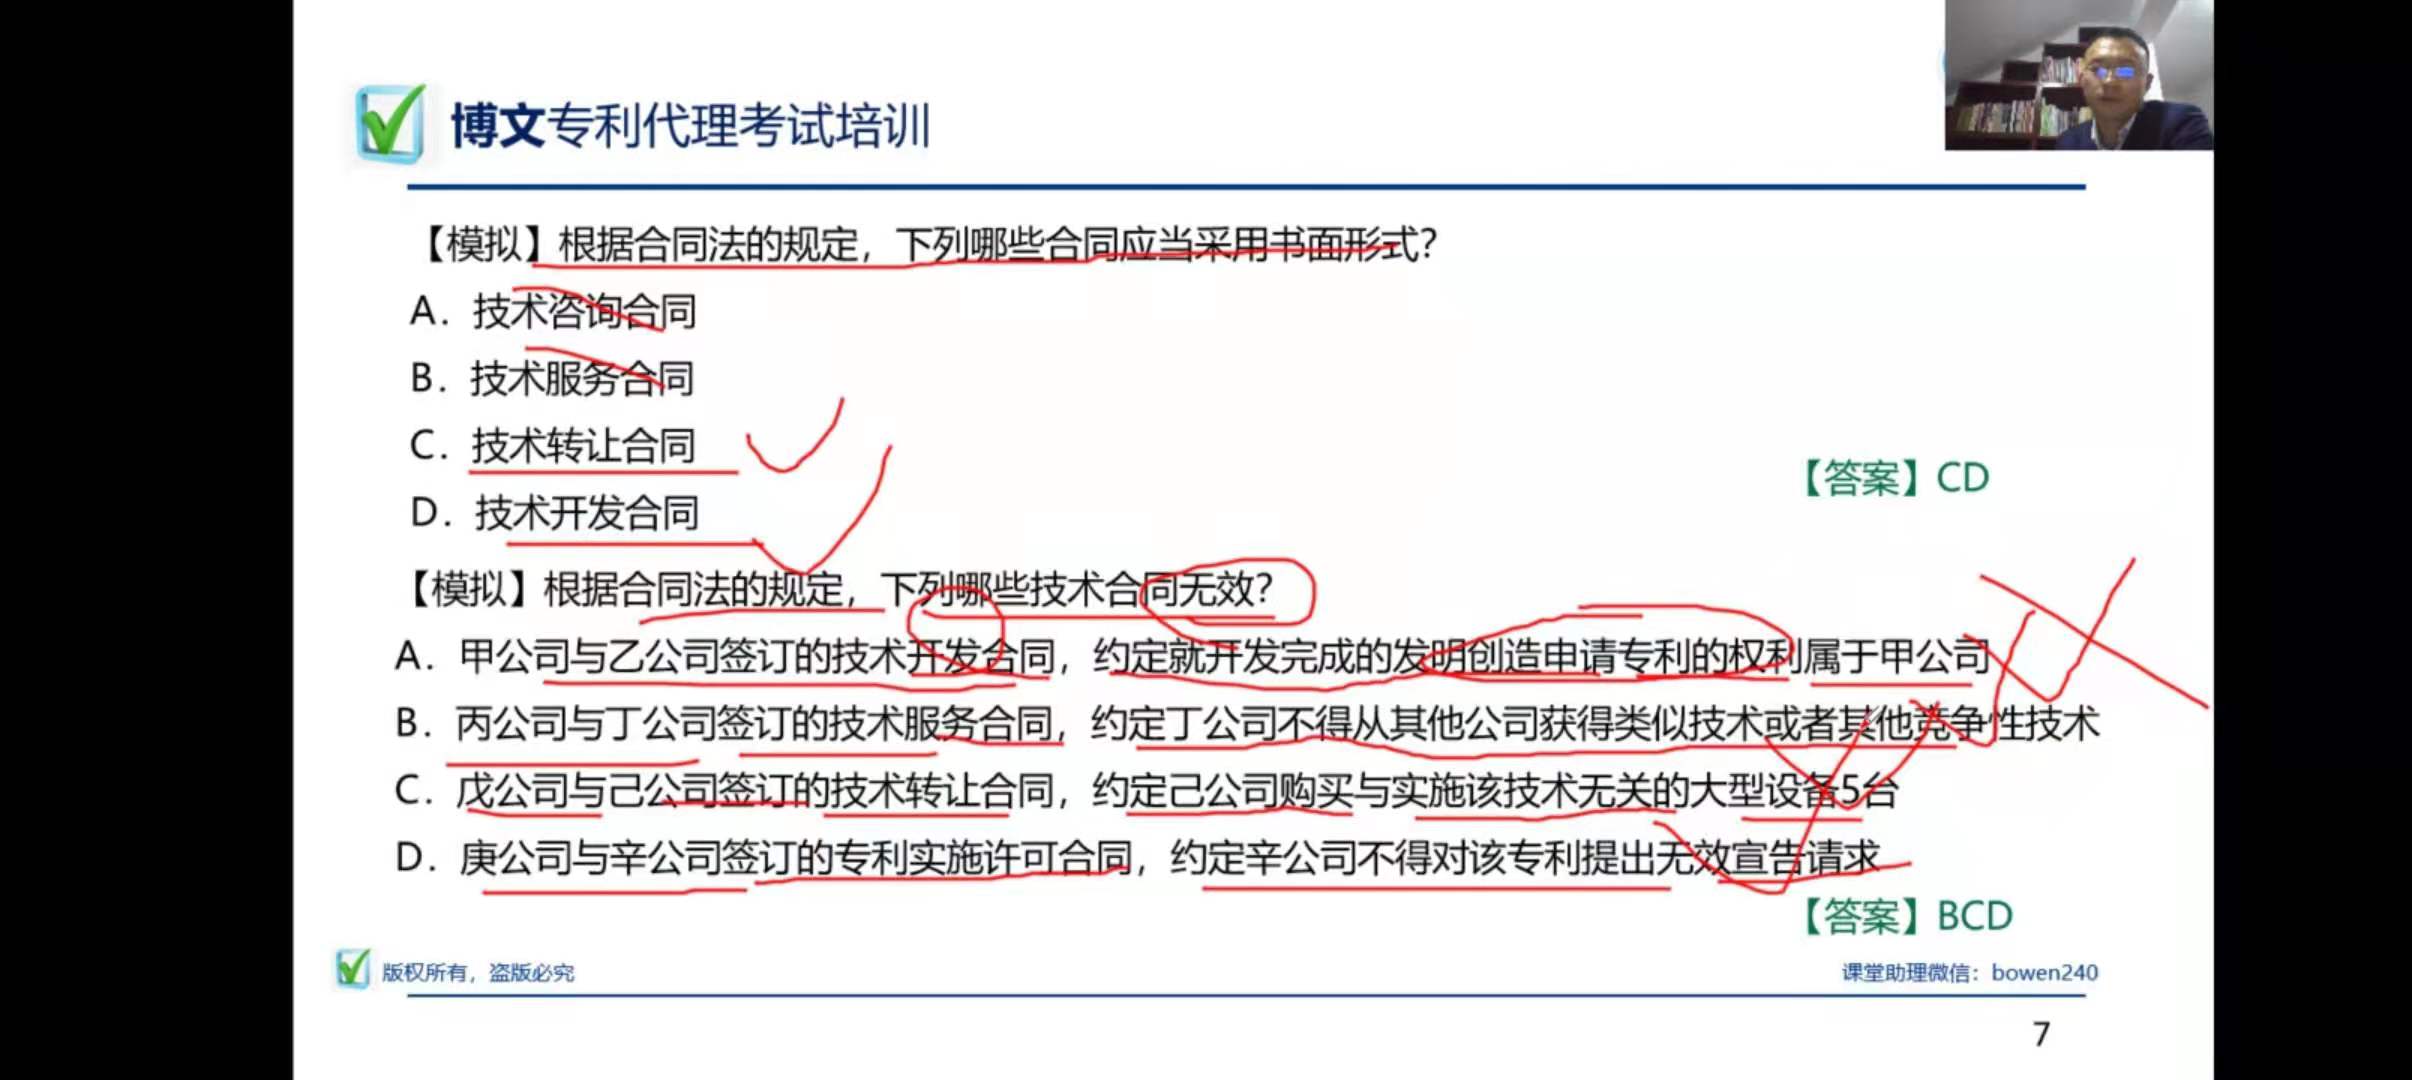 博文专利代理考试培训
【模拟】根据合同法的规定，下列哪些合同应当采用书面形式？
A. 技术咨询合同
B. 技术服务合同
C. 技术转让合同
【答案】CD
D. 技术开发合同
【模拟】根据合同法的规定，下列哪些技术合同无效？
A. 甲公司与乙公司签订的技术开发合同，约定就开发完成的发明创造申请专利的权利属于甲公司
B. 丙公司与丁公司签订的技术服务合同，约定丁公司不得从其他公司获得类似技术或者其他竞争性技术
C. 戊公司与己公司签订的技术转让合同，约定己公司购买与实施该技术无关的大型设备5台
D. 庚公司与辛公司签订的专利实施许可合同，约定辛公司不得对该专利提出无效宣告请求
【答案】BCD
版权所有，盗版必究
课堂助理微信：bowen240
7